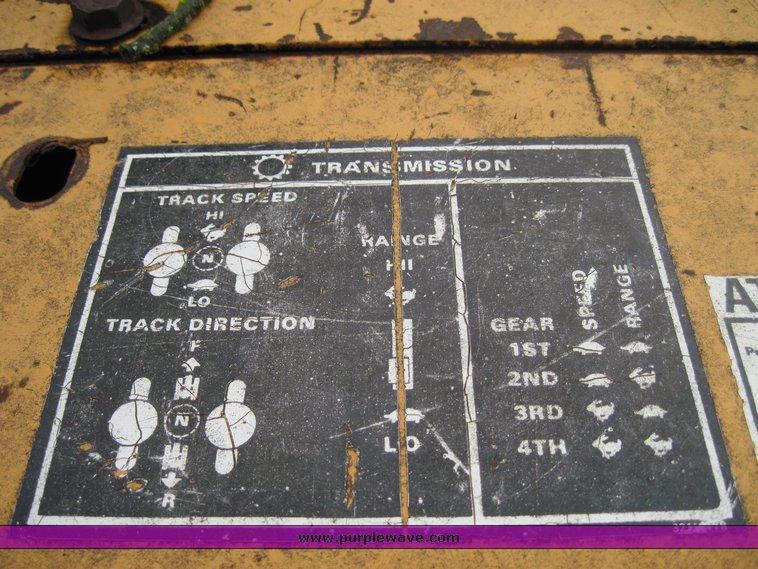 TRANSMISSION
TRACK SPEED
HI
N
LO
TRACK DIRECTION
F
N
R
RANGE
HI
LO
GEAR SPEED RANGE
1ST
2ND
3RD
4TH
AT
www.purplewave.com